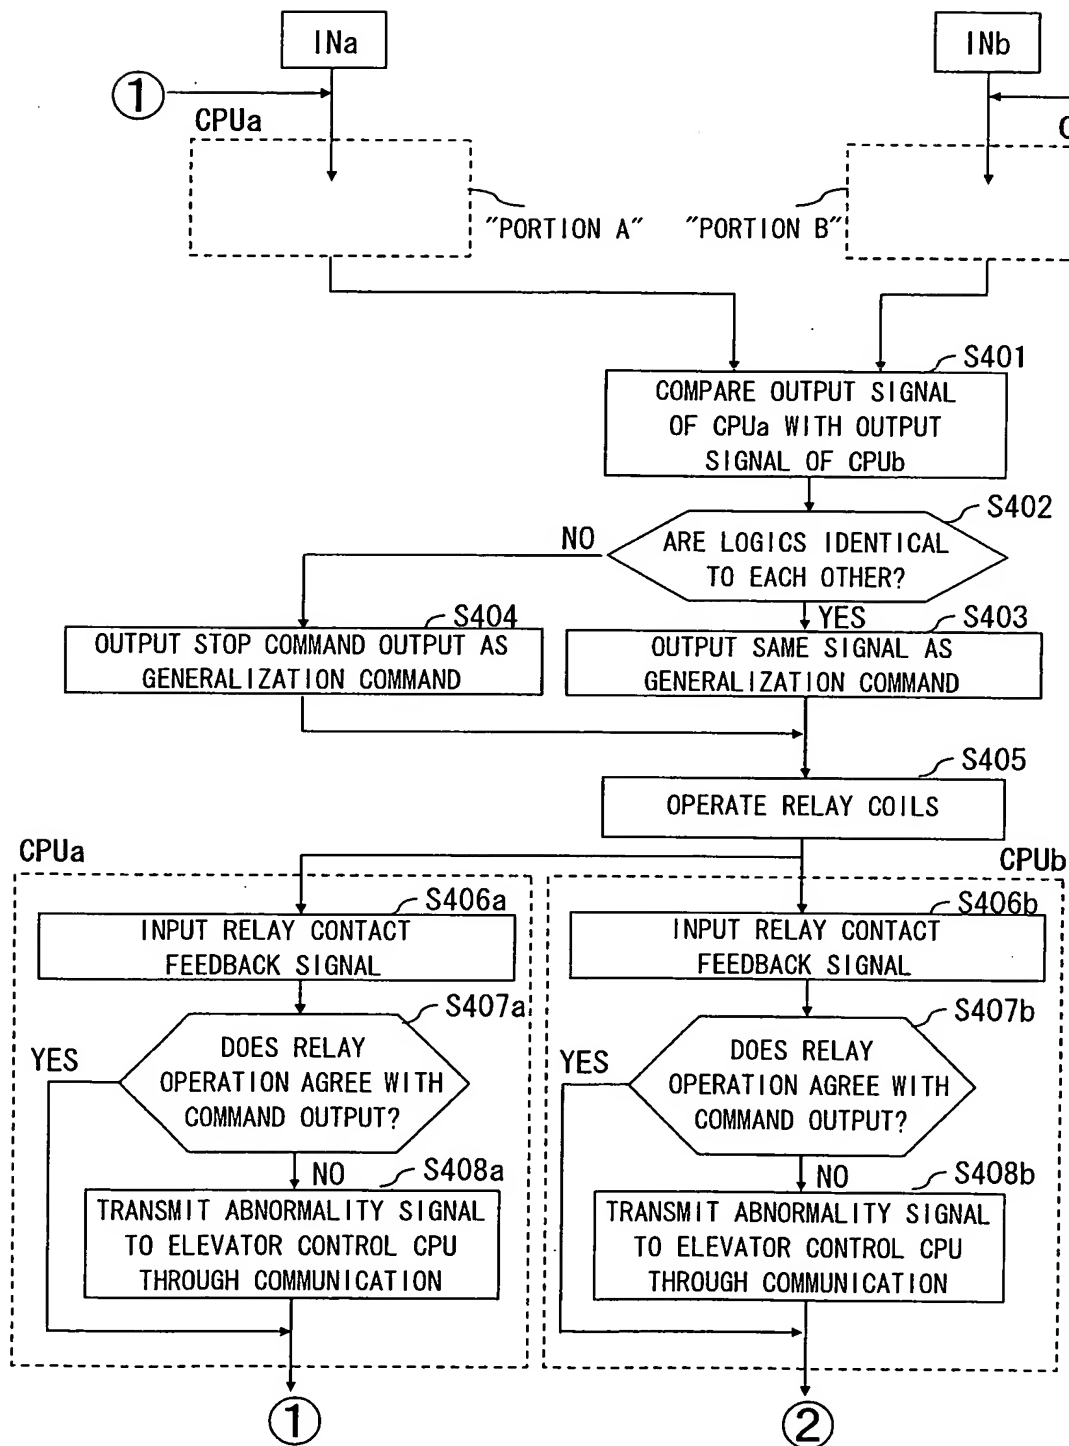 INa
INb
①
CPUa
C
"PORTION A"
"PORTION B"
S401
COMPARE OUTPUT SIGNAL
OF CPUa WITH OUTPUT
SIGNAL OF CPUb
S402
NO
ARE LOGICS IDENTICAL
TO EACH OTHER?
YES
S404
OUTPUT STOP COMMAND OUTPUT AS
GENERALIZATION COMMAND
S403
OUTPUT SAME SIGNAL AS
GENERALIZATION COMMAND
S405
OPERATE RELAY COILS
CPUa
CPUb
S406a
INPUT RELAY CONTACT
FEEDBACK SIGNAL
S406b
INPUT RELAY CONTACT
FEEDBACK SIGNAL
S407a
YES
DOES RELAY
OPERATION AGREE WITH
COMMAND OUTPUT?
S407b
YES
DOES RELAY
OPERATION AGREE WITH
COMMAND OUTPUT?
NO
S408a
TRANSMIT ABNORMALITY SIGNAL
TO ELEVATOR CONTROL CPU
THROUGH COMMUNICATION
NO
S408b
TRANSMIT ABNORMALITY SIGNAL
TO ELEVATOR CONTROL CPU
THROUGH COMMUNICATION
①
②